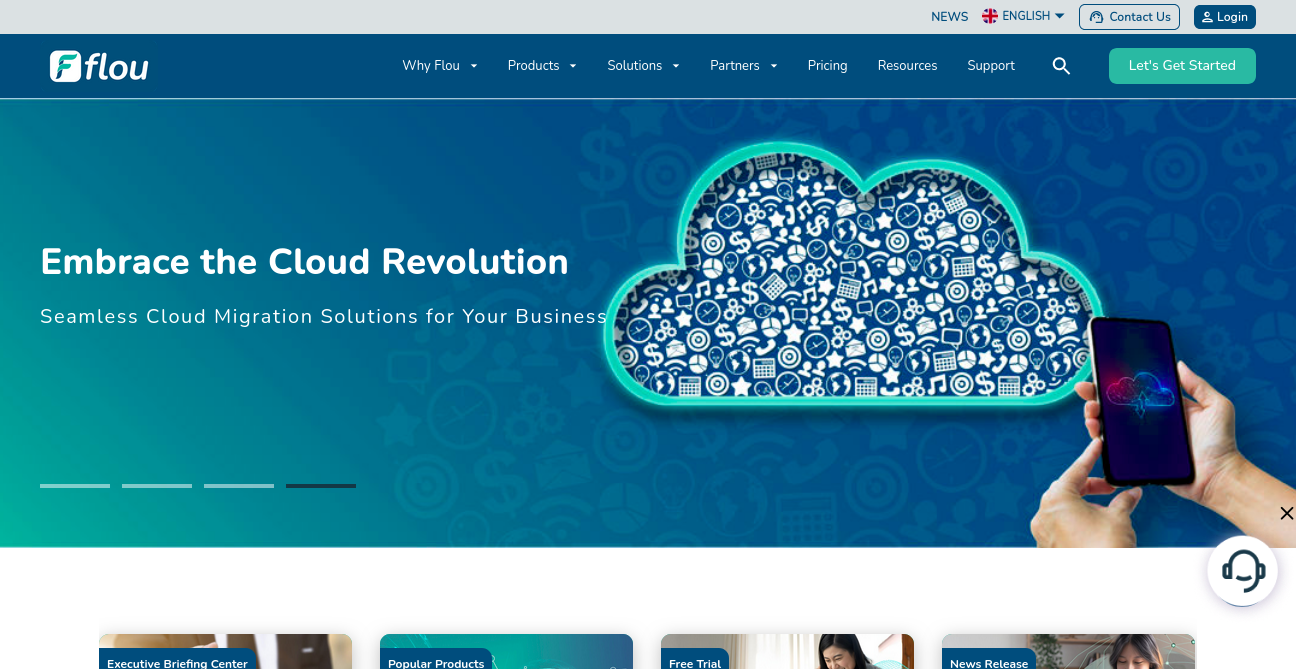 NEWS ENGLISH Contact Us Login
flou Why Flou Products Solutions Partners Pricing Resources Support Let's Get Started
Embrace the Cloud Revolution
Seamless Cloud Migration Solutions for Your Business
Executive Briefing Center Popular Products Free Trial News Release